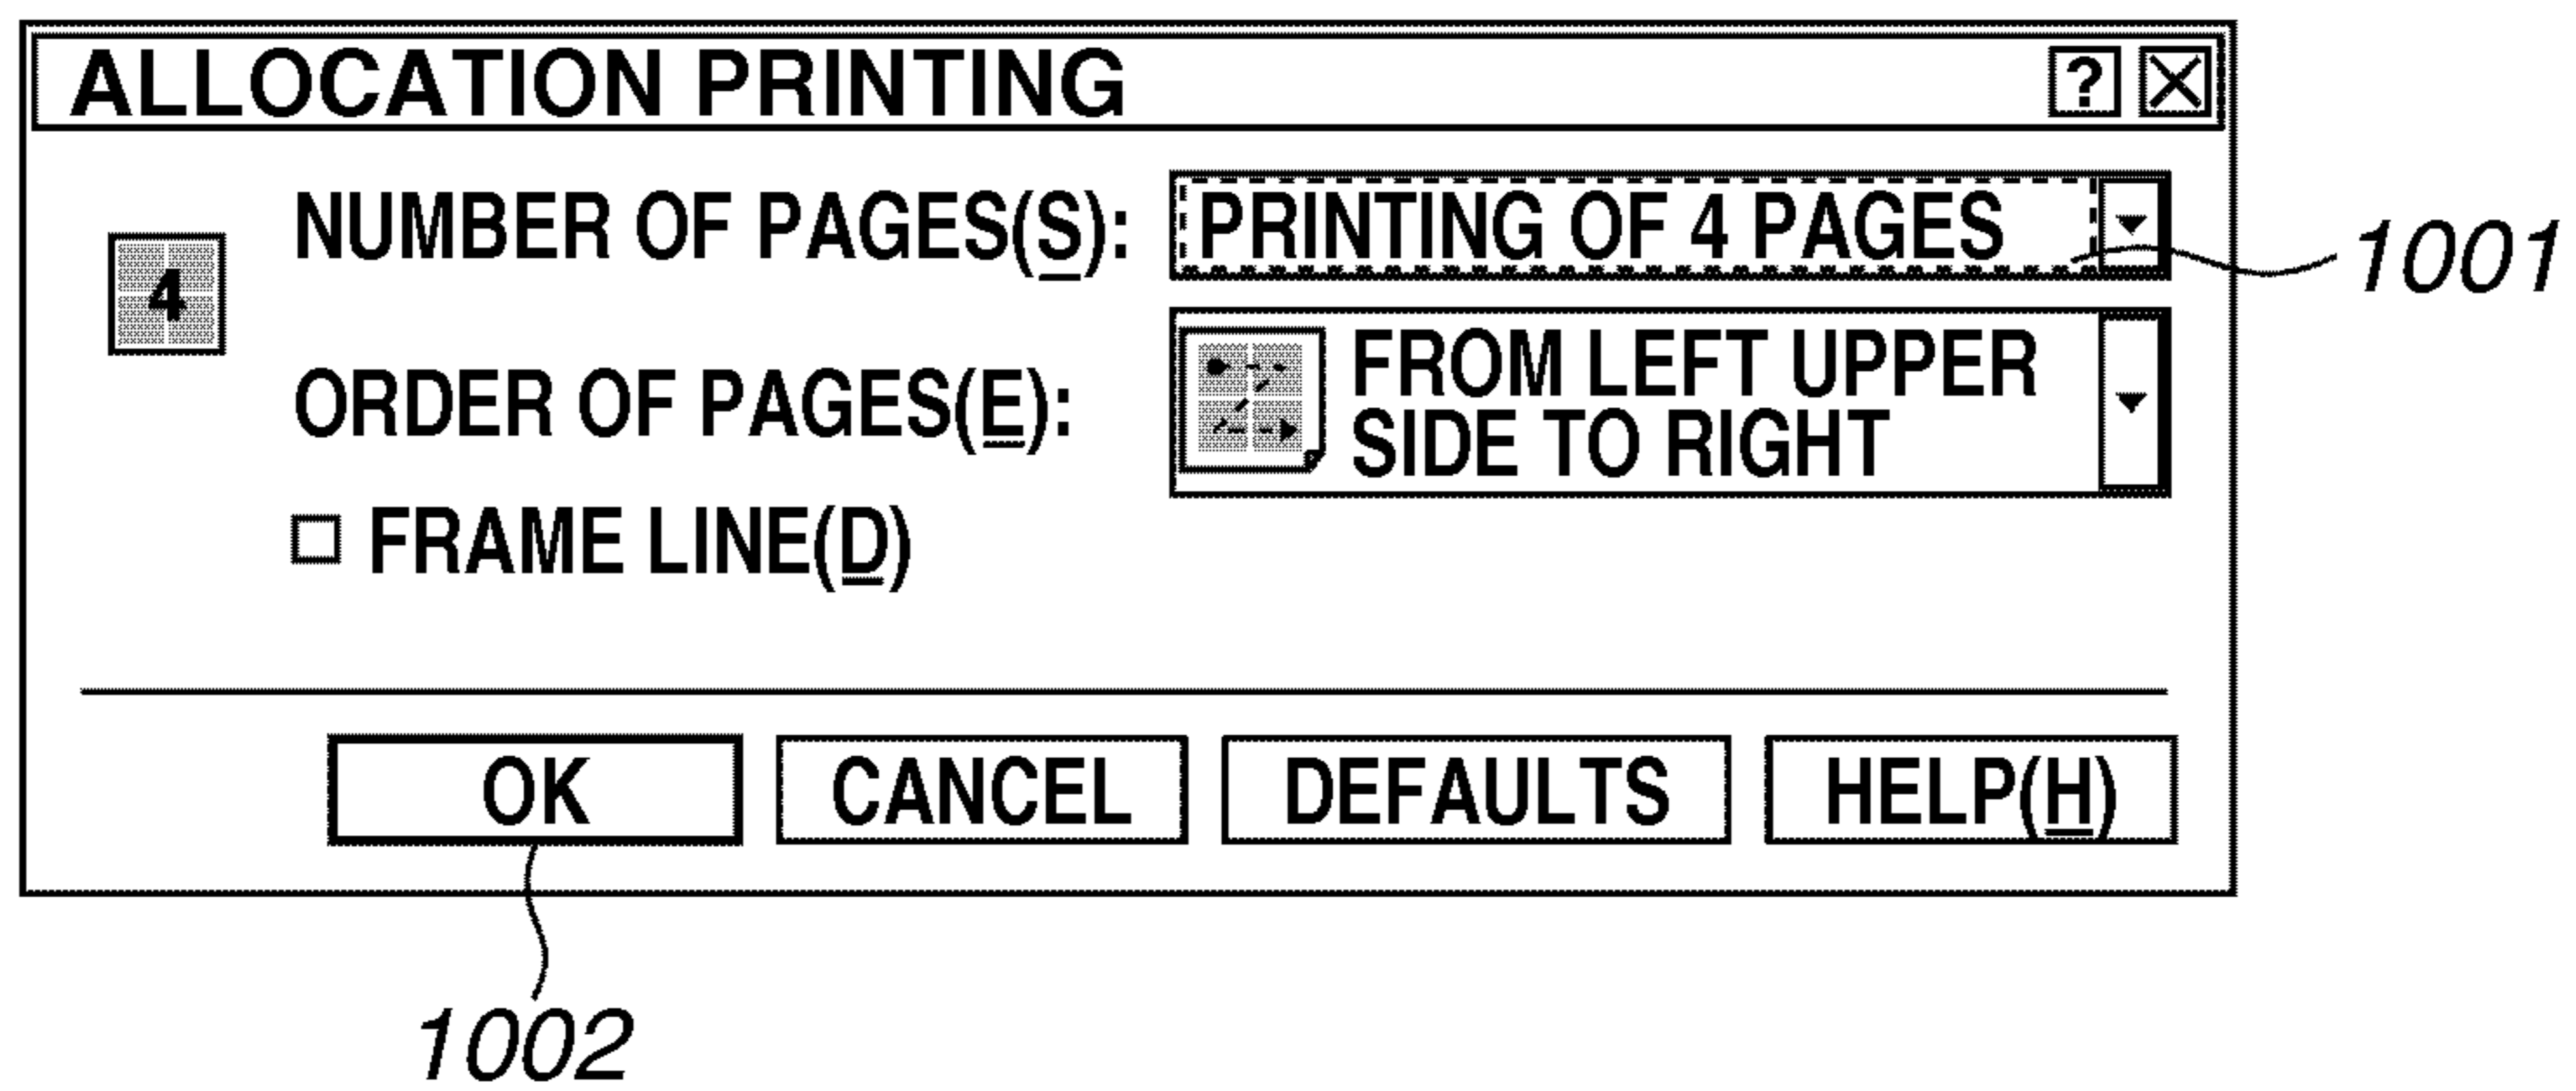 ALLOCATION PRINTING ?
NUMBER OF PAGES(S): PRINTING OF 4 PAGES
1001
4
ORDER OF PAGES(E): FROM LEFT UPPER
SIDE TO RIGHT
FRAME LINE(D)
OK CANCEL DEFAULTS HELP(H)
1002